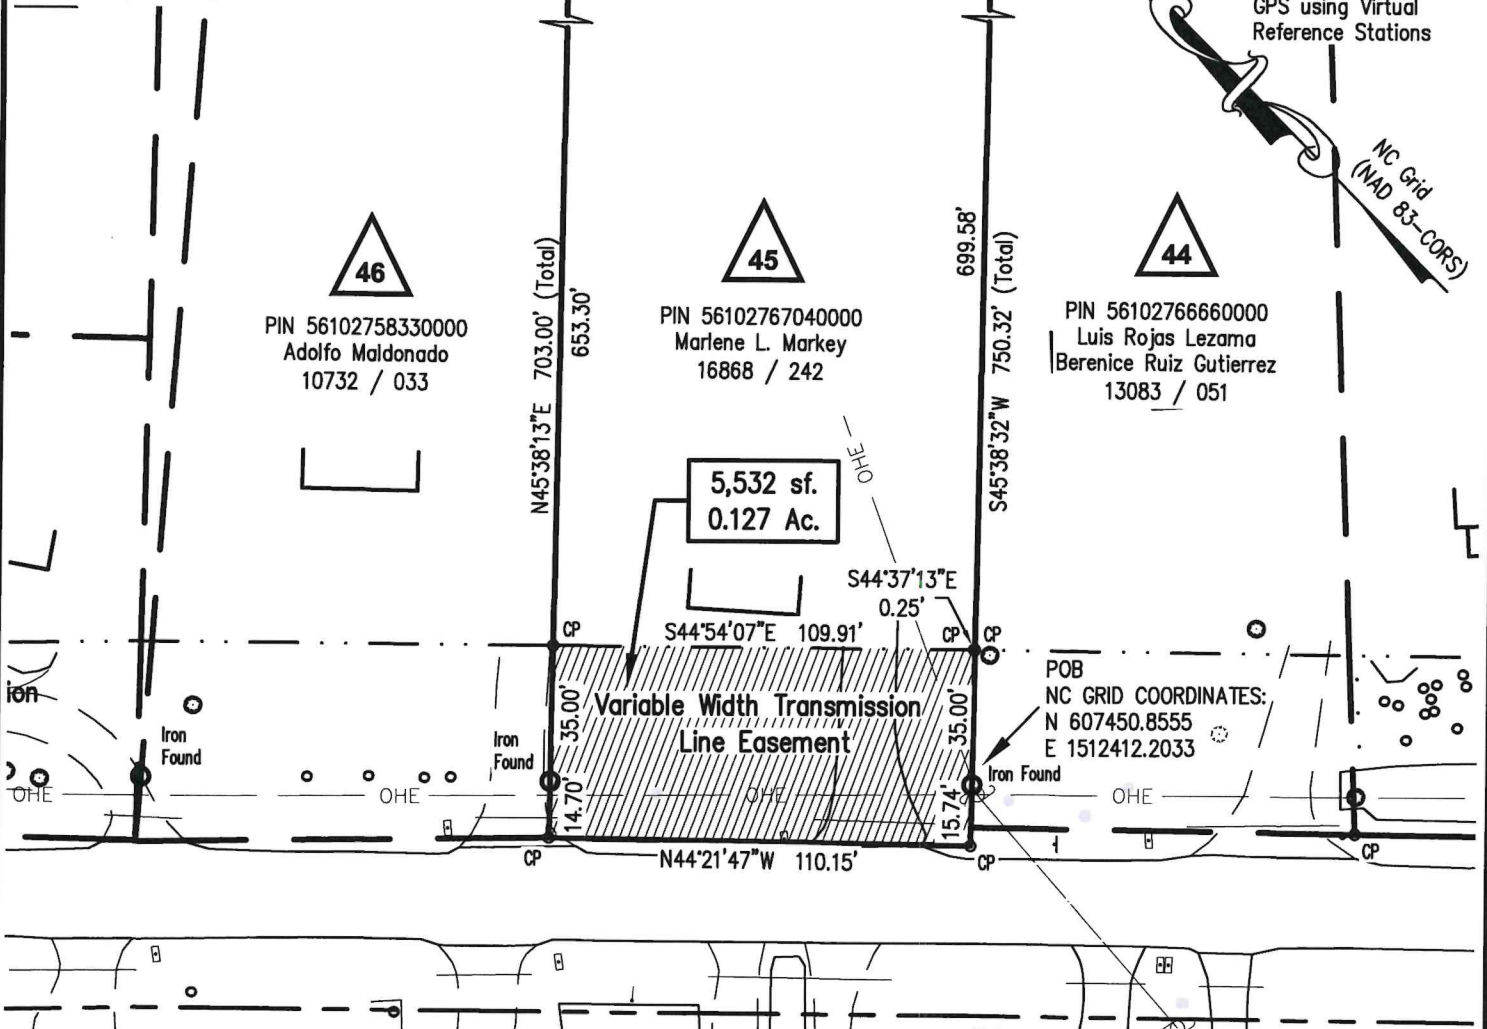 GPS using Virtual
Reference Stations
NC Grid
(NAD 83-CORS)
46
PIN 56102758330000
Adolfo Maldonado
10732 / 033
N45°38'13"E 703.00' (Total)
653.30'
45
PIN 56102767040000
Marlene L. Markey
16868 / 242
699.58'
S45°38'32"W 750.32' (Total)
44
PIN 56102766660000
Luis Rojas Lezama
Berenice Ruiz Gutierrez
13083 / 051
OHE
5,532 sf.
0.127 Ac.
S44°37'13"E
0.25'
CP
S44°54'07"E 109.91'
CP
CP
ion
Iron
Found
Iron
Found
35.00'
Variable Width Transmission
Line Easement
35.00'
POB
NC GRID COORDINATES:
N 607450.8555
E 1512412.2033
Iron Found
OHE
OHE
14.70'
OHE
15.74'
OHE
CP
N44°21'47"W 110.15'
CP
CP